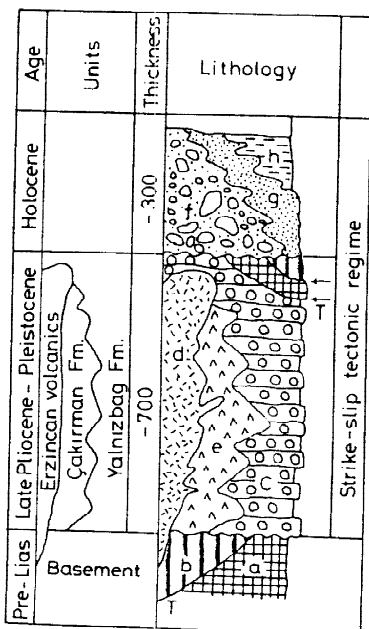 Age
Units
Thickness
Lithology
Holocene
~300
h
g
f
Late Pliocene - Pleistocene
Erzincan volcanics
Çakırman Fm.
Yalnızbag Fm.
~700
d
e
c
T
Strike-slip tectonic regime
Pre-Lias
Basement
b
a
T